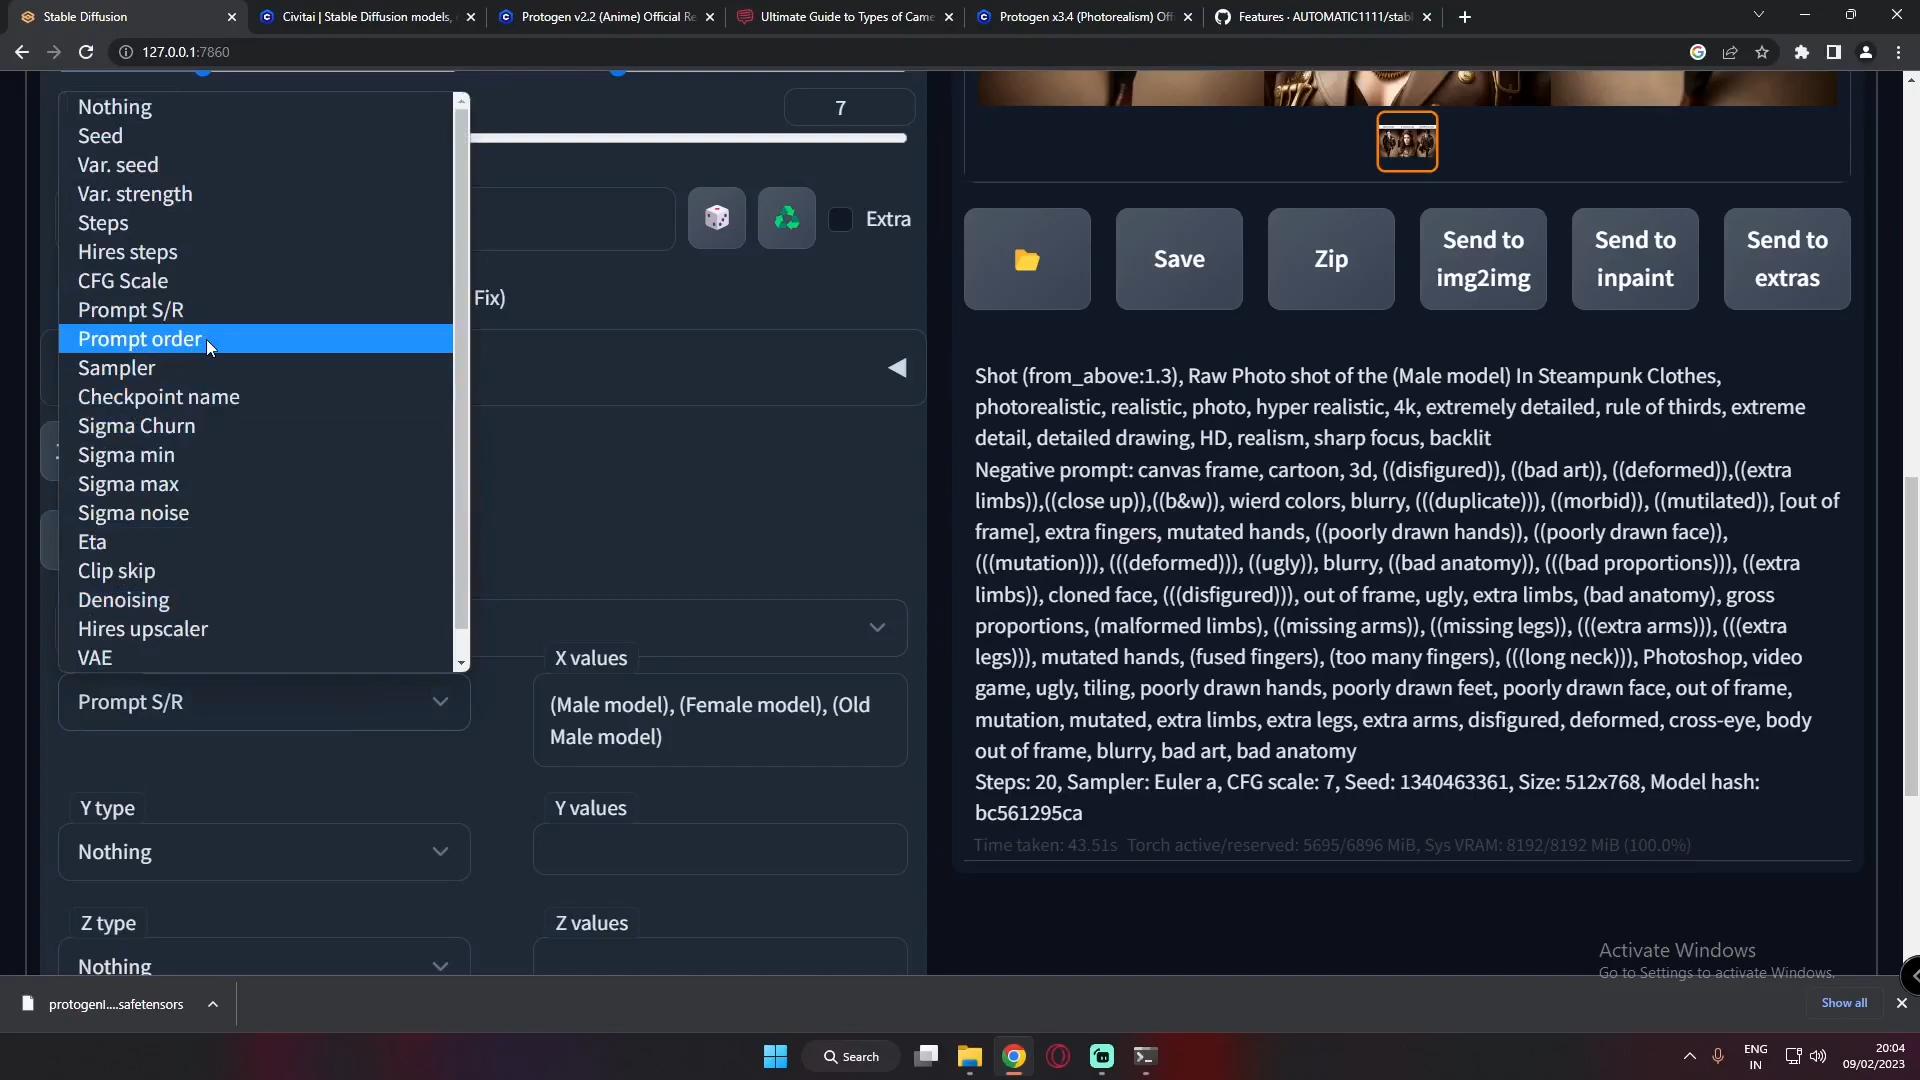 Stable Diffusion
Civitai | Stable Diffusion models,
Protogen v2.2 (Anime) Official Re
Ultimate Guide to Types of Came
Protogen x3.4 (Photorealism) Off
Features · AUTOMATIC1111/stabl
127.0.0.1:7860
Nothing
Seed
Var. seed
Var. strength
Steps
Hires steps
CFG Scale
Prompt S/R
Prompt order
Sampler
Checkpoint name
Sigma Churn
Sigma min
Sigma max
Sigma noise
Eta
Clip skip
Denoising
Hires upscaler
VAE
7
Extra
Fix)
Prompt S/R
X values
(Male model), (Female model), (Old
Male model)
Y type
Nothing
Y values
Z type
Nothing
Z values
Save
Zip
Send to
img2img
Send to
inpaint
Send to
extras
Shot (from_above:1.3), Raw Photo shot of the (Male model) In Steampunk Clothes,
photorealistic, realistic, photo, hyper realistic, 4k, extremely detailed, rule of thirds, extreme
detail, detailed drawing, HD, realism, sharp focus, backlit
Negative prompt: canvas frame, cartoon, 3d, ((disfigured)), ((bad art)), ((deformed)),((extra
limbs)),((close up)),((b&w)), wierd colors, blurry, (((duplicate))), ((morbid)), ((mutilated)), [out of
frame], extra fingers, mutated hands, ((poorly drawn hands)), ((poorly drawn face)),
(((mutation))), (((deformed))), ((ugly)), blurry, ((bad anatomy)), (((bad proportions))), ((extra
limbs)), cloned face, (((disfigured))), out of frame, ugly, extra limbs, (bad anatomy), gross
proportions, (malformed limbs), ((missing arms)), ((missing legs)), (((extra arms))), (((extra
legs))), mutated hands, (fused fingers), (too many fingers), (((long neck))), Photoshop, video
game, ugly, tiling, poorly drawn hands, poorly drawn feet, poorly drawn face, out of frame,
mutation, mutated, extra limbs, extra legs, extra arms, disfigured, deformed, cross-eye, body
out of frame, blurry, bad art, bad anatomy
Steps: 20, Sampler: Euler a, CFG scale: 7, Seed: 1340463361, Size: 512x768, Model hash:
bc561295ca
Time taken: 43.51s Torch active/reserved: 5695/6896 MiB, Sys VRAM: 8192/8192 MiB (100.0%)
Activate Windows
Go to Settings to activate Windows.
protogenI....safetensors
Show all
Search
ENG
IN
20:04
09/02/2023